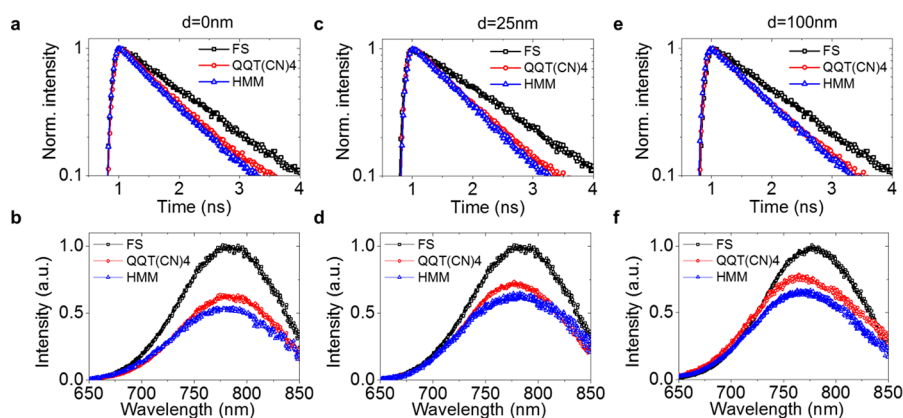 d=0nm
d=25nm
d=100nm
a
c
e
Norm. intensity
1
0.1
FS
QQT(CN)4
HMM
1 2 3 4
Time (ns)
Norm. intensity
1
0.1
FS
QQT(CN)4
HMM
1 2 3 4
Time (ns)
Norm. intensity
1
0.1
FS
QQT(CN)4
HMM
1 2 3 4
Time (ns)
b
d
f
Intensity (a.u.)
1.0
0.5
0.0
FS
QQT(CN)4
HMM
650 700 750 800 850
Wavelength (nm)
Intensity (a.u.)
1.0
0.5
0.0
FS
QQT(CN)4
HMM
650 700 750 800 850
Wavelength (nm)
Intensity (a.u.)
1.0
0.5
0.0
FS
QQT(CN)4
HMM
650 700 750 800 850
Wavelength (nm)